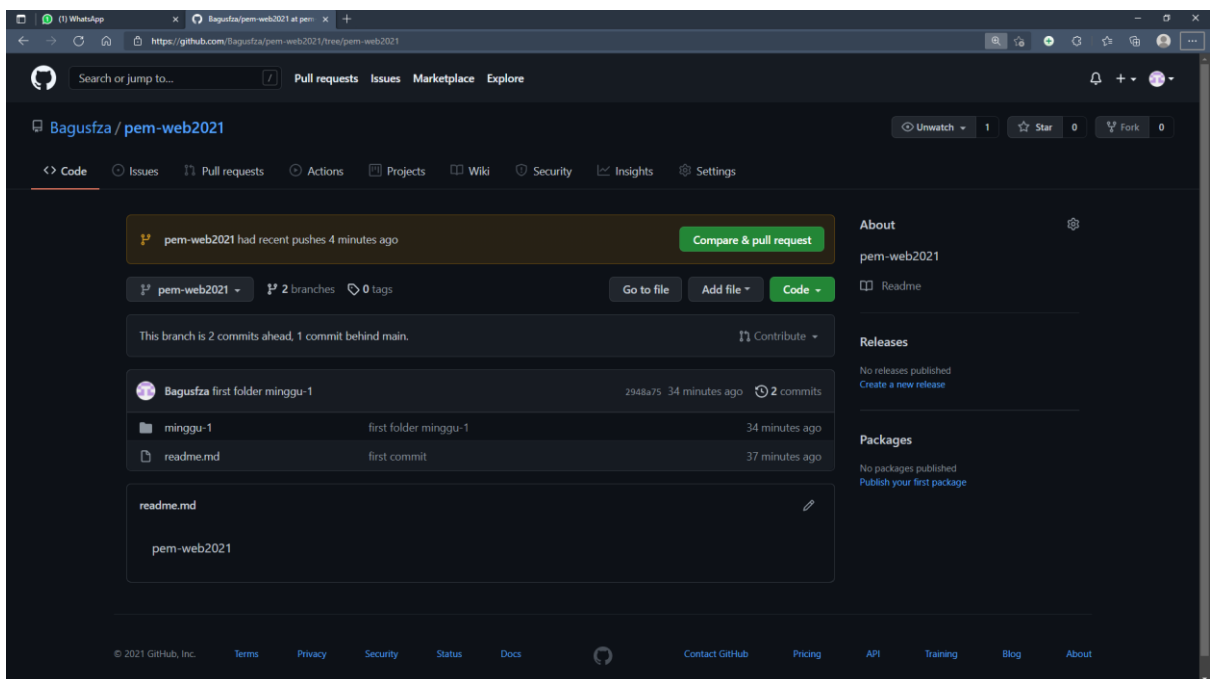 (1) WhatsApp
Bagusfza/pem-web2021 at pem
https://github.com/Bagusfza/pem-web2021/tree/pem-web2021
Search or jump to... / Pull requests Issues Marketplace Explore
Bagusfza / pem-web2021
Unwatch 1 Star 0 Fork 0
<> Code Issues Pull requests Actions Projects Wiki Security Insights Settings
pem-web2021 had recent pushes 4 minutes ago Compare & pull request
pem-web2021 2 branches 0 tags Go to file Add file Code
This branch is 2 commits ahead, 1 commit behind main. Contribute
Bagusfza first folder minggu-1 2948a75 34 minutes ago 2 commits
minggu-1 first folder minggu-1 34 minutes ago
readme.md first commit 37 minutes ago
readme.md
pem-web2021
About
pem-web2021
Readme
Releases
No releases published
Create a new release
Packages
No packages published
Publish your first package
© 2021 GitHub, Inc. Terms Privacy Security Status Docs Contact GitHub Pricing API Training Blog About